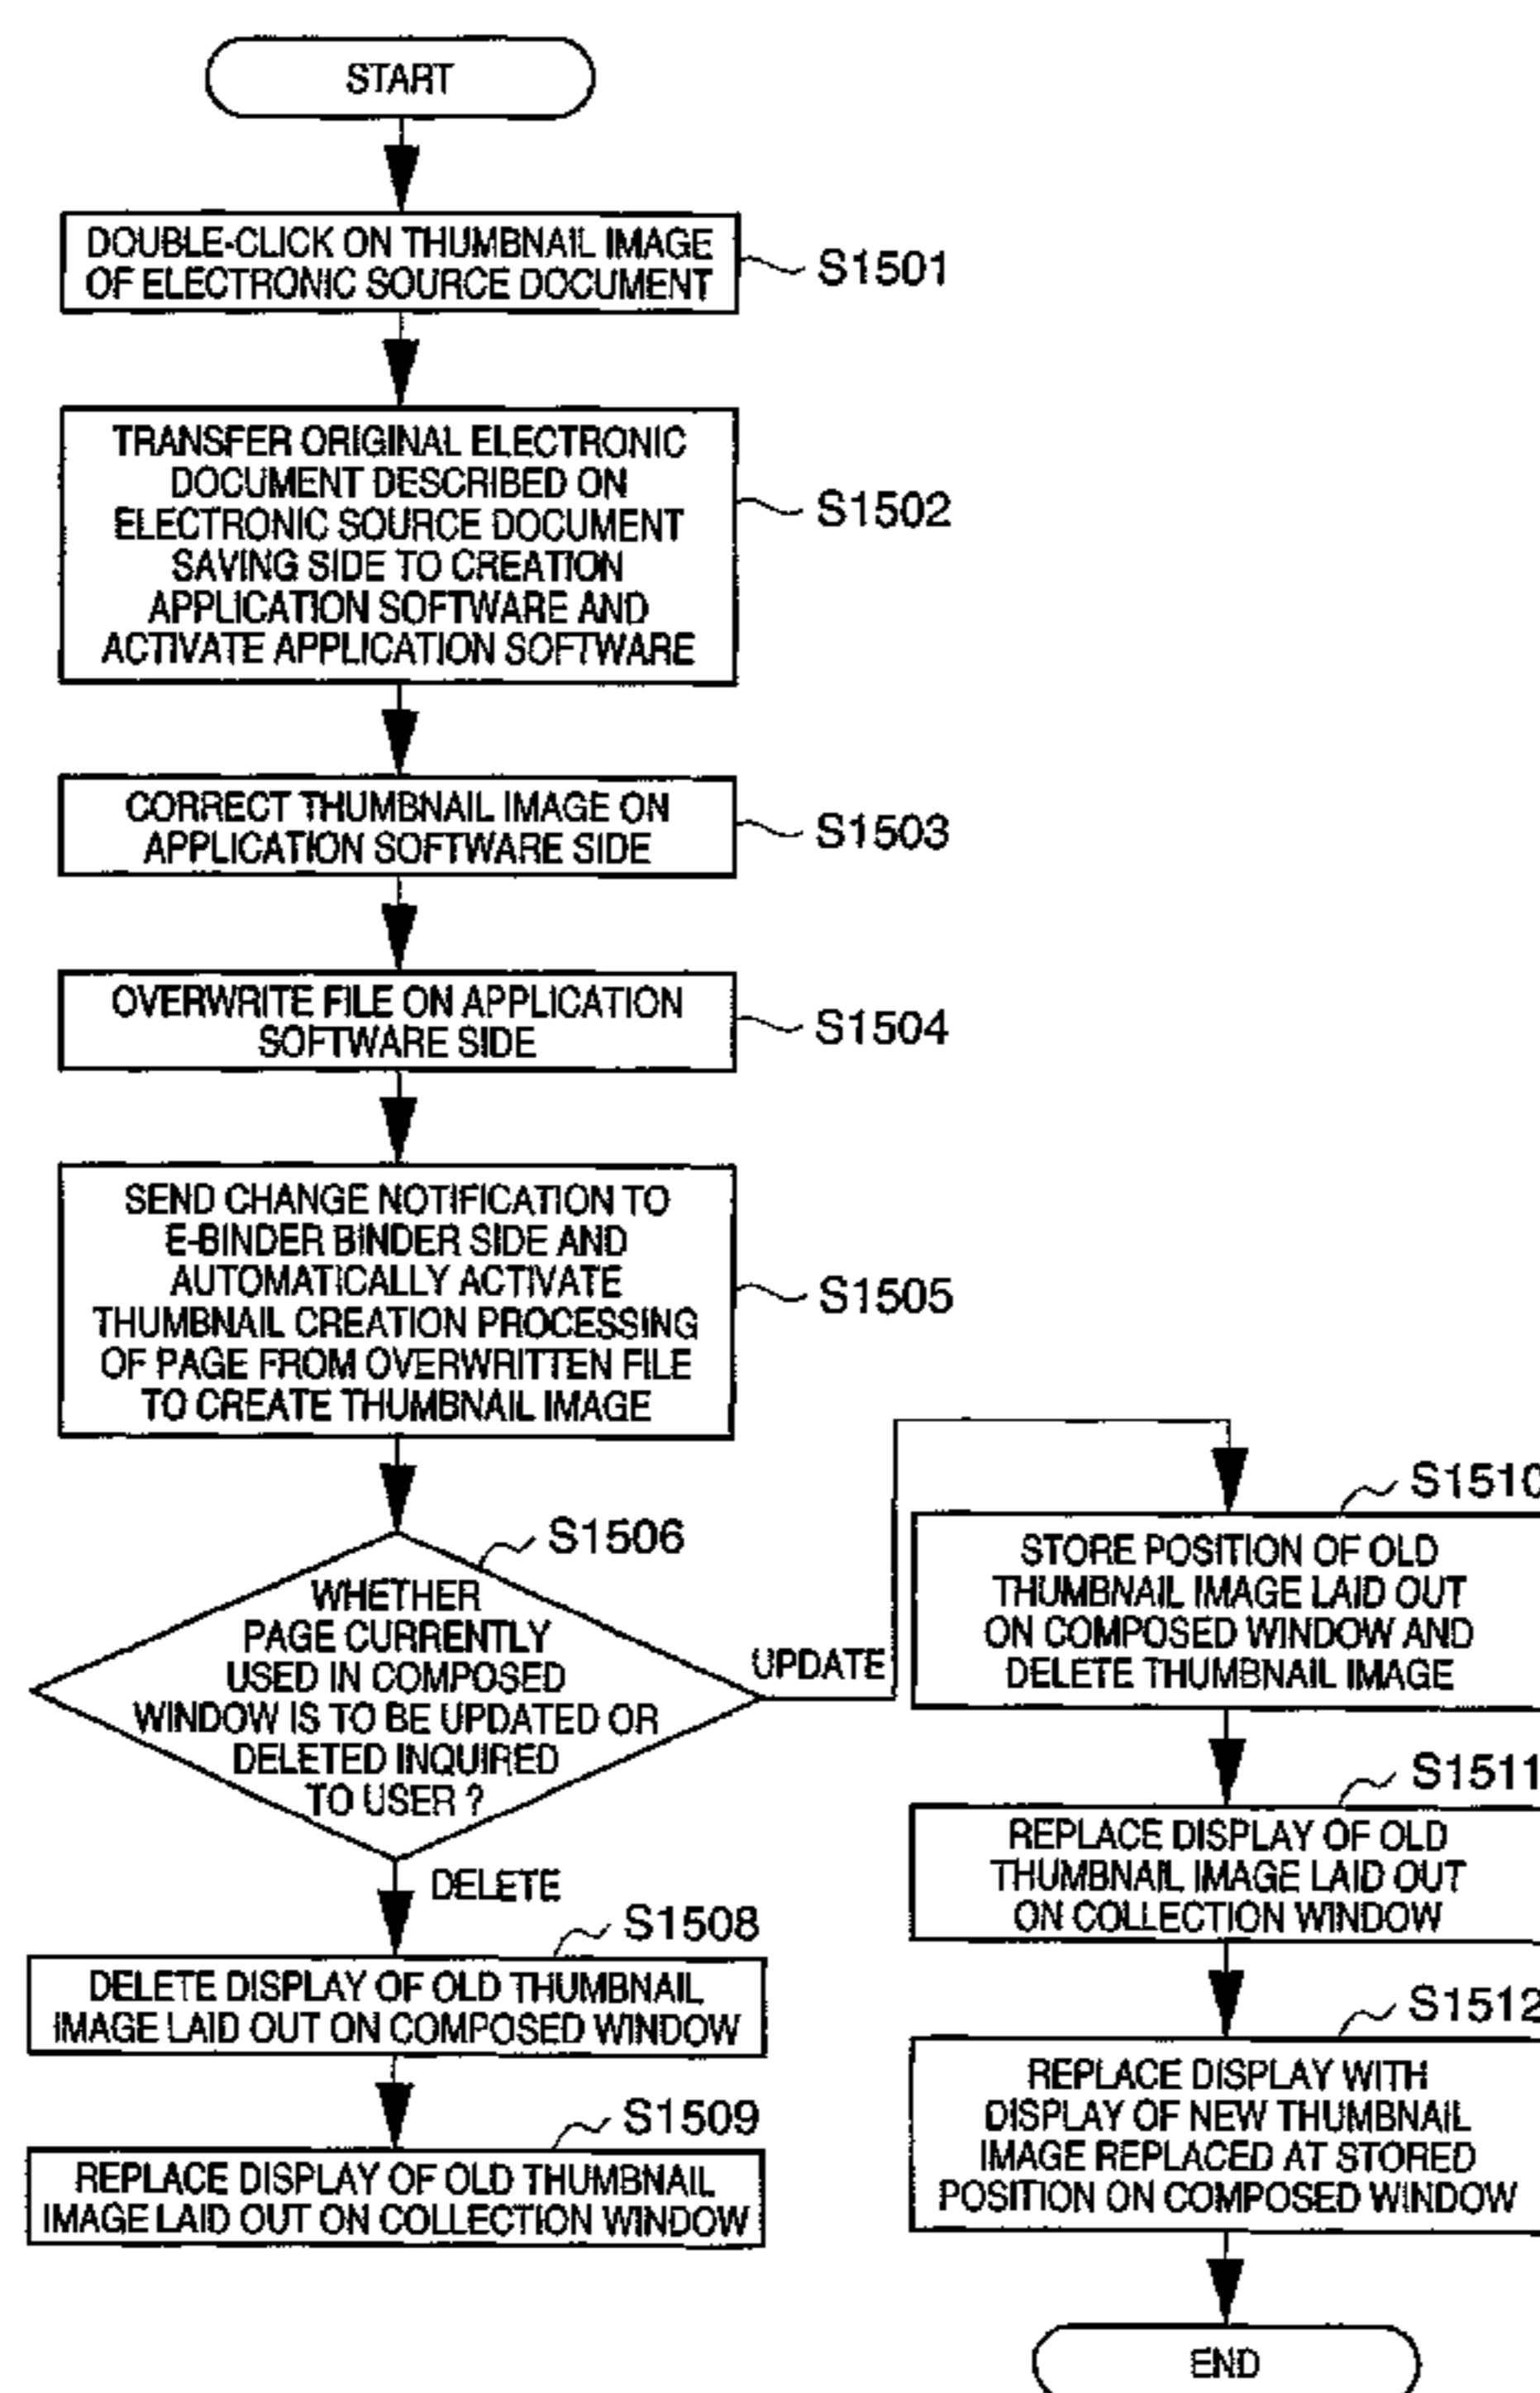 START
DOUBLE-CLICK ON THUMBNAIL IMAGE
OF ELECTRONIC SOURCE DOCUMENT
S1501
TRANSFER ORIGINAL ELECTRONIC
DOCUMENT DESCRIBED ON
ELECTRONIC SOURCE DOCUMENT
SAVING SIDE TO CREATION
APPLICATION SOFTWARE AND
ACTIVATE APPLICATION SOFTWARE
S1502
CORRECT THUMBNAIL IMAGE ON
APPLICATION SOFTWARE SIDE
S1503
OVERWRITE FILE ON APPLICATION
SOFTWARE SIDE
S1504
SEND CHANGE NOTIFICATION TO
E-BINDER BINDER SIDE AND
AUTOMATICALLY ACTIVATE
THUMBNAIL CREATION PROCESSING
OF PAGE FROM OVERWRITTEN FILE
TO CREATE THUMBNAIL IMAGE
S1505
S1506
WHETHER
PAGE CURRENTLY
USED IN COMPOSED
WINDOW IS TO BE UPDATED OR
DELETED INQUIRED
TO USER ?
UPDATE
DELETE
S1508
DELETE DISPLAY OF OLD THUMBNAIL
IMAGE LAID OUT ON COMPOSED WINDOW
S1509
REPLACE DISPLAY OF OLD THUMBNAIL
IMAGE LAID OUT ON COLLECTION WINDOW
S1510
STORE POSITION OF OLD
THUMBNAIL IMAGE LAID OUT
ON COMPOSED WINDOW AND
DELETE THUMBNAIL IMAGE
S1511
REPLACE DISPLAY OF OLD
THUMBNAIL IMAGE LAID OUT
ON COLLECTION WINDOW
S1512
REPLACE DISPLAY WITH
DISPLAY OF NEW THUMBNAIL
IMAGE REPLACED AT STORED
POSITION ON COMPOSED WINDOW
END